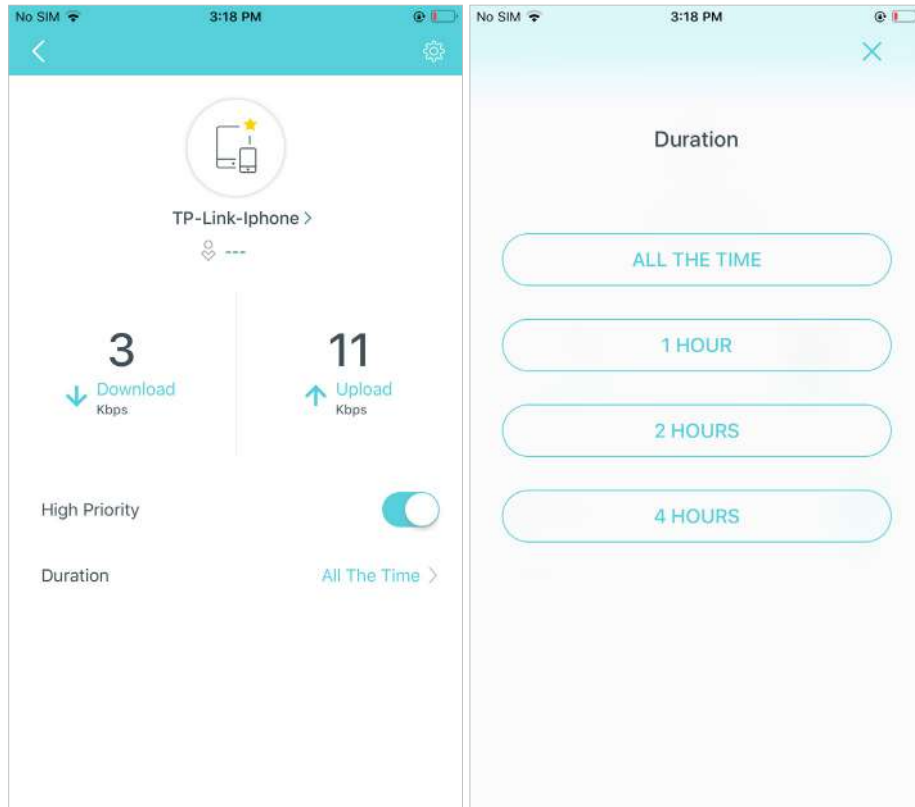 No SIM 3:18 PM
TP-Link-Iphone >
---
3
Download
Kbps
11
Upload
Kbps
High Priority
Duration All The Time >
No SIM 3:18 PM
Duration
ALL THE TIME
1 HOUR
2 HOURS
4 HOURS